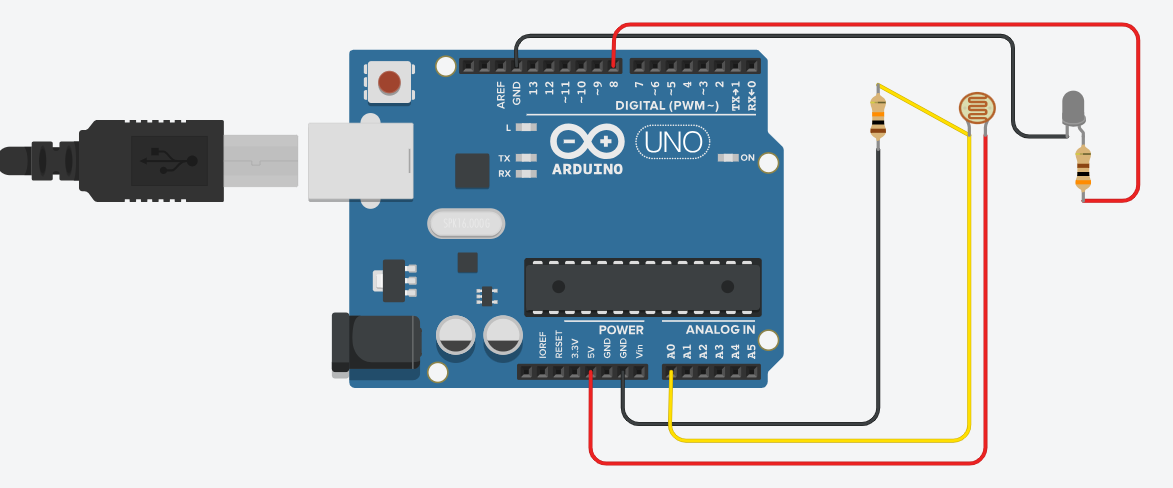 AREF
GND
13
12
~11
~10
~9
8
7
~6
~5
4
~3
2
TX→1
RX←0
DIGITAL (PWM~)
L
TX
RX
UNO
ON
ARDUINO
POWER
ANALOG IN
IOREF
RESET
3.3V
5V
GND
GND
Vin
A0
A1
A2
A3
A4
A5